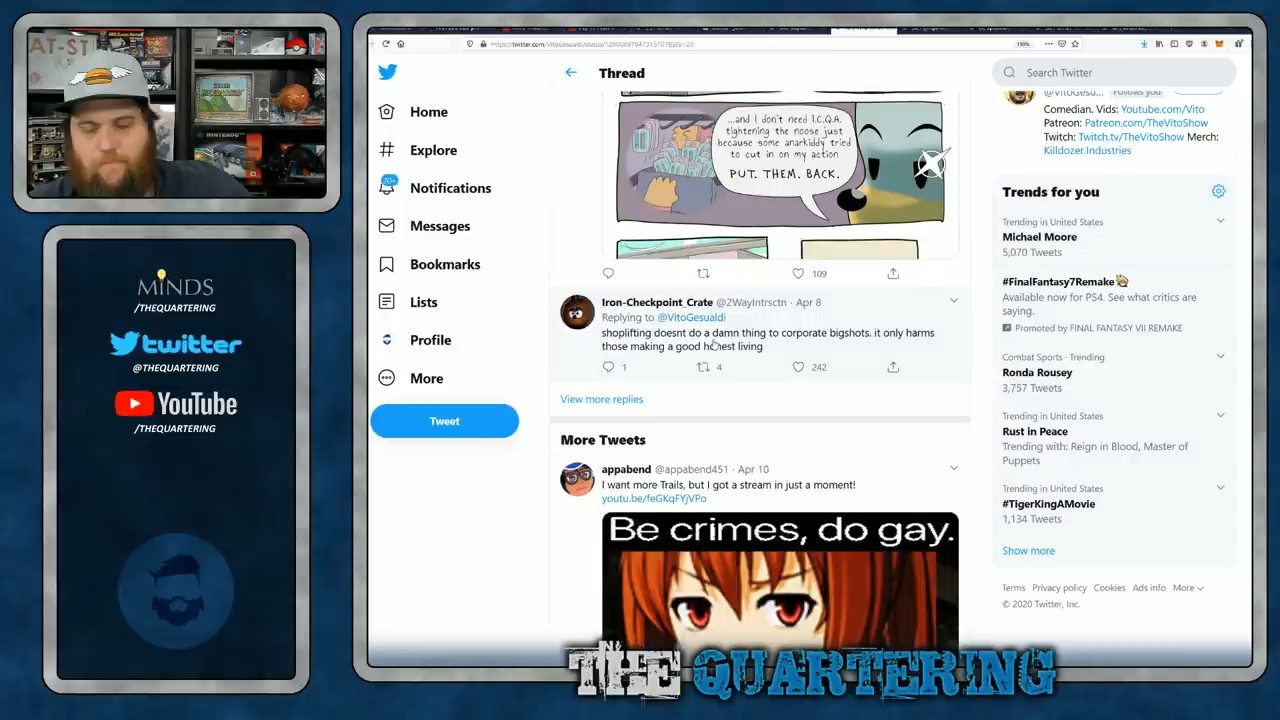 AT-ST
MINDS
/THEQUARTERING
twitter
@THEQUARTERING
YouTube
/THEQUARTERING
150%
Home
Explore
20+
Notifications
Messages
Bookmarks
Lists
Profile
More
Tweet
Thread
...and I don't need I.C.Q.A.
tightening the noose just
because some anarkiddy tried
to cut in on my action
PUT. THEM. BACK.
109
Iron-Checkpoint_Crate @2WayIntrsctn · Apr 8
Replying to @VitoGesualdi
shoplifting doesnt do a damn thing to corporate bigshots. it only harms
those making a good honest living
1
4
242
View more replies
More Tweets
appabend @appabend451 · Apr 10
I want more Trails, but I got a stream in just a moment!
youtu.be/feGKqFYjVPo
Be crimes, do gay.
Search Twitter
@VitoGesu... Follows you
Comedian. Vids: Youtube.com/Vito
Patreon: Patreon.com/TheVitoShow
Twitch: Twitch.tv/TheVitoShow Merch:
Killdozer.Industries
Trends for you
Trending in United States
Michael Moore
5,070 Tweets
#FinalFantasy7Remake
Available now for PS4. See what critics are
saying.
Promoted by FINAL FANTASY VII REMAKE
Combat Sports · Trending
Ronda Rousey
3,757 Tweets
Trending in United States
Rust in Peace
Trending with: Reign in Blood, Master of
Puppets
Trending in United States
#TigerKingAMovie
1,134 Tweets
Show more
Terms Privacy policy Cookies Ads info More
© 2020 Twitter, Inc.
THE QUARTERING